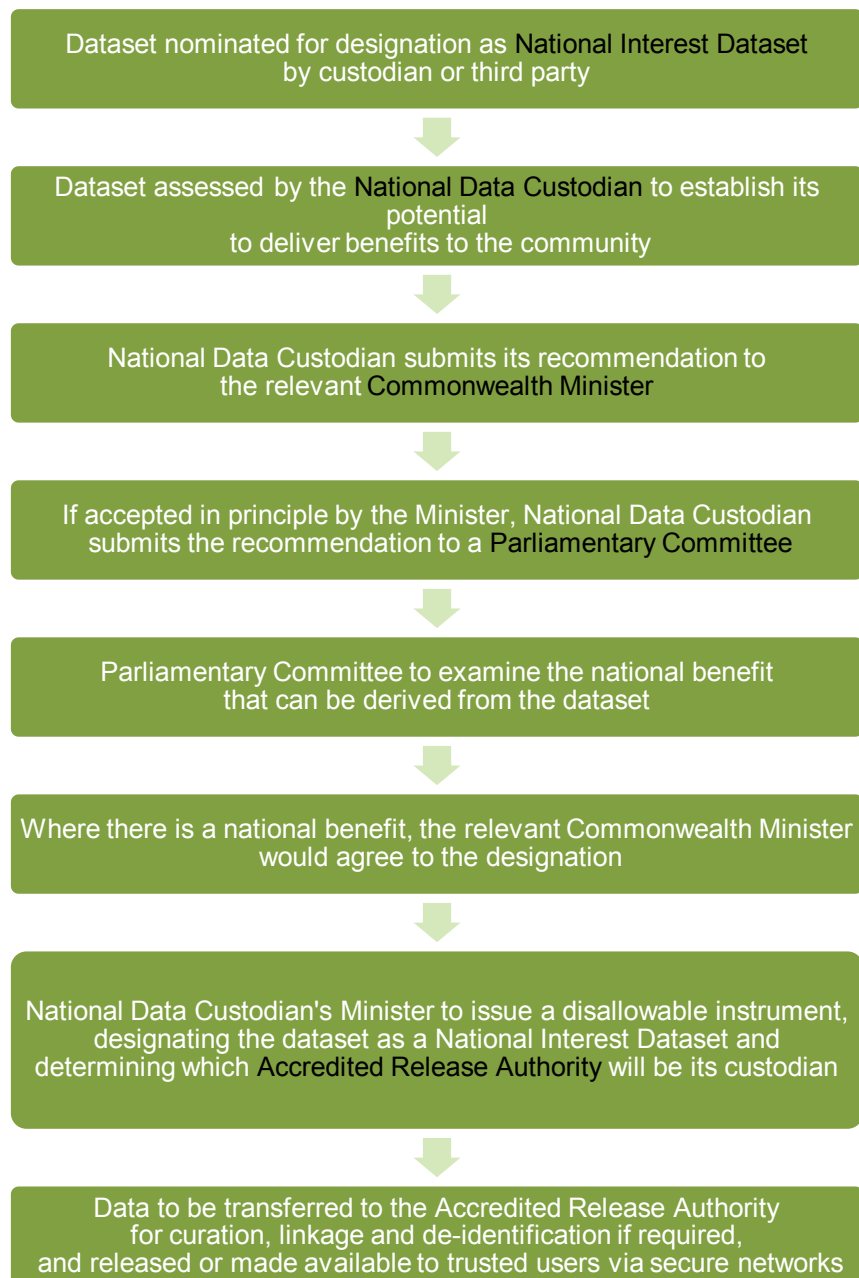 Dataset nominated for designation as National Interest Dataset
by custodian or third party
Dataset assessed by the National Data Custodian to establish its
potential
to deliver benefits to the community
National Data Custodian submits its recommendation to
the relevant Commonwealth Minister
If accepted in principle by the Minister, National Data Custodian
submits the recommendation to a Parliamentary Committee
Parliamentary Committee to examine the national benefit
that can be derived from the dataset
Where there is a national benefit, the relevant Commonwealth Minister
would agree to the designation
National Data Custodian's Minister to issue a disallowable instrument,
designating the dataset as a National Interest Dataset and
determining which Accredited Release Authority will be its custodian
Data to be transferred to the Accredited Release Authority
for curation, linkage and de-identification if required,
and released or made available to trusted users via secure networks